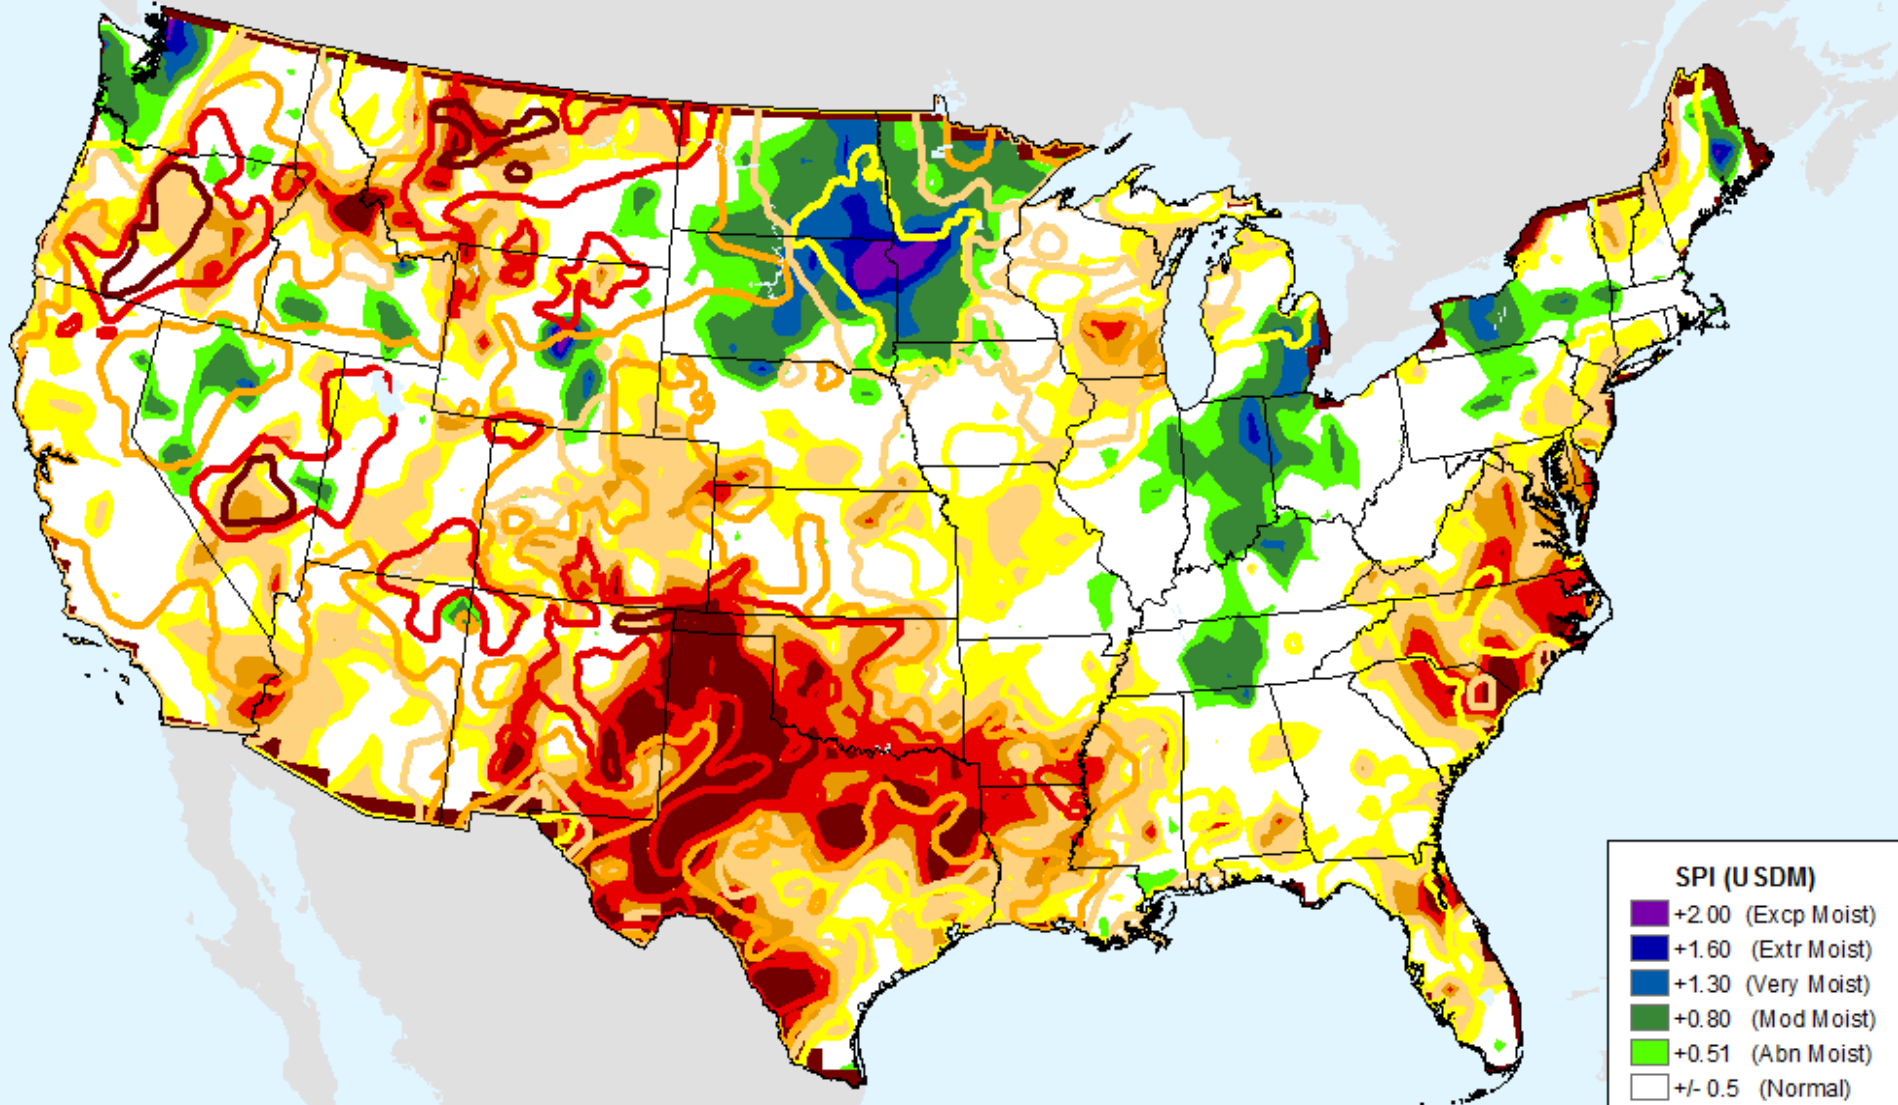 SPI (USDM)
+2.00 (Excp Moist)
+1.60 (Extr Moist)
+1.30 (Very Moist)
+0.80 (Mod Moist)
+0.51 (Abn Moist)
+/- 0.5 (Normal)